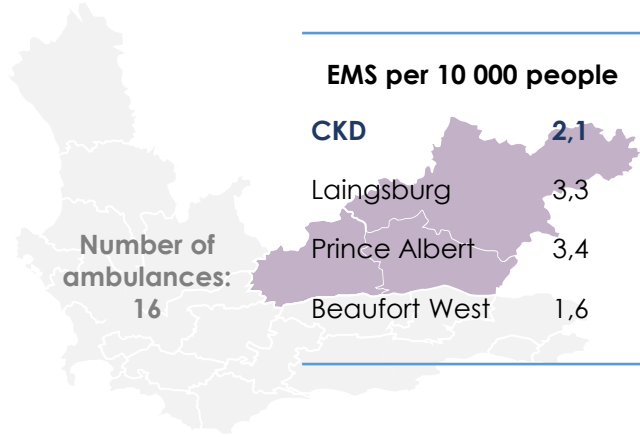 EMS per 10 000 people
CKD 2,1
Laingsburg 3,3
Prince Albert 3,4
Beaufort West 1,6
Number of
ambulances:
16